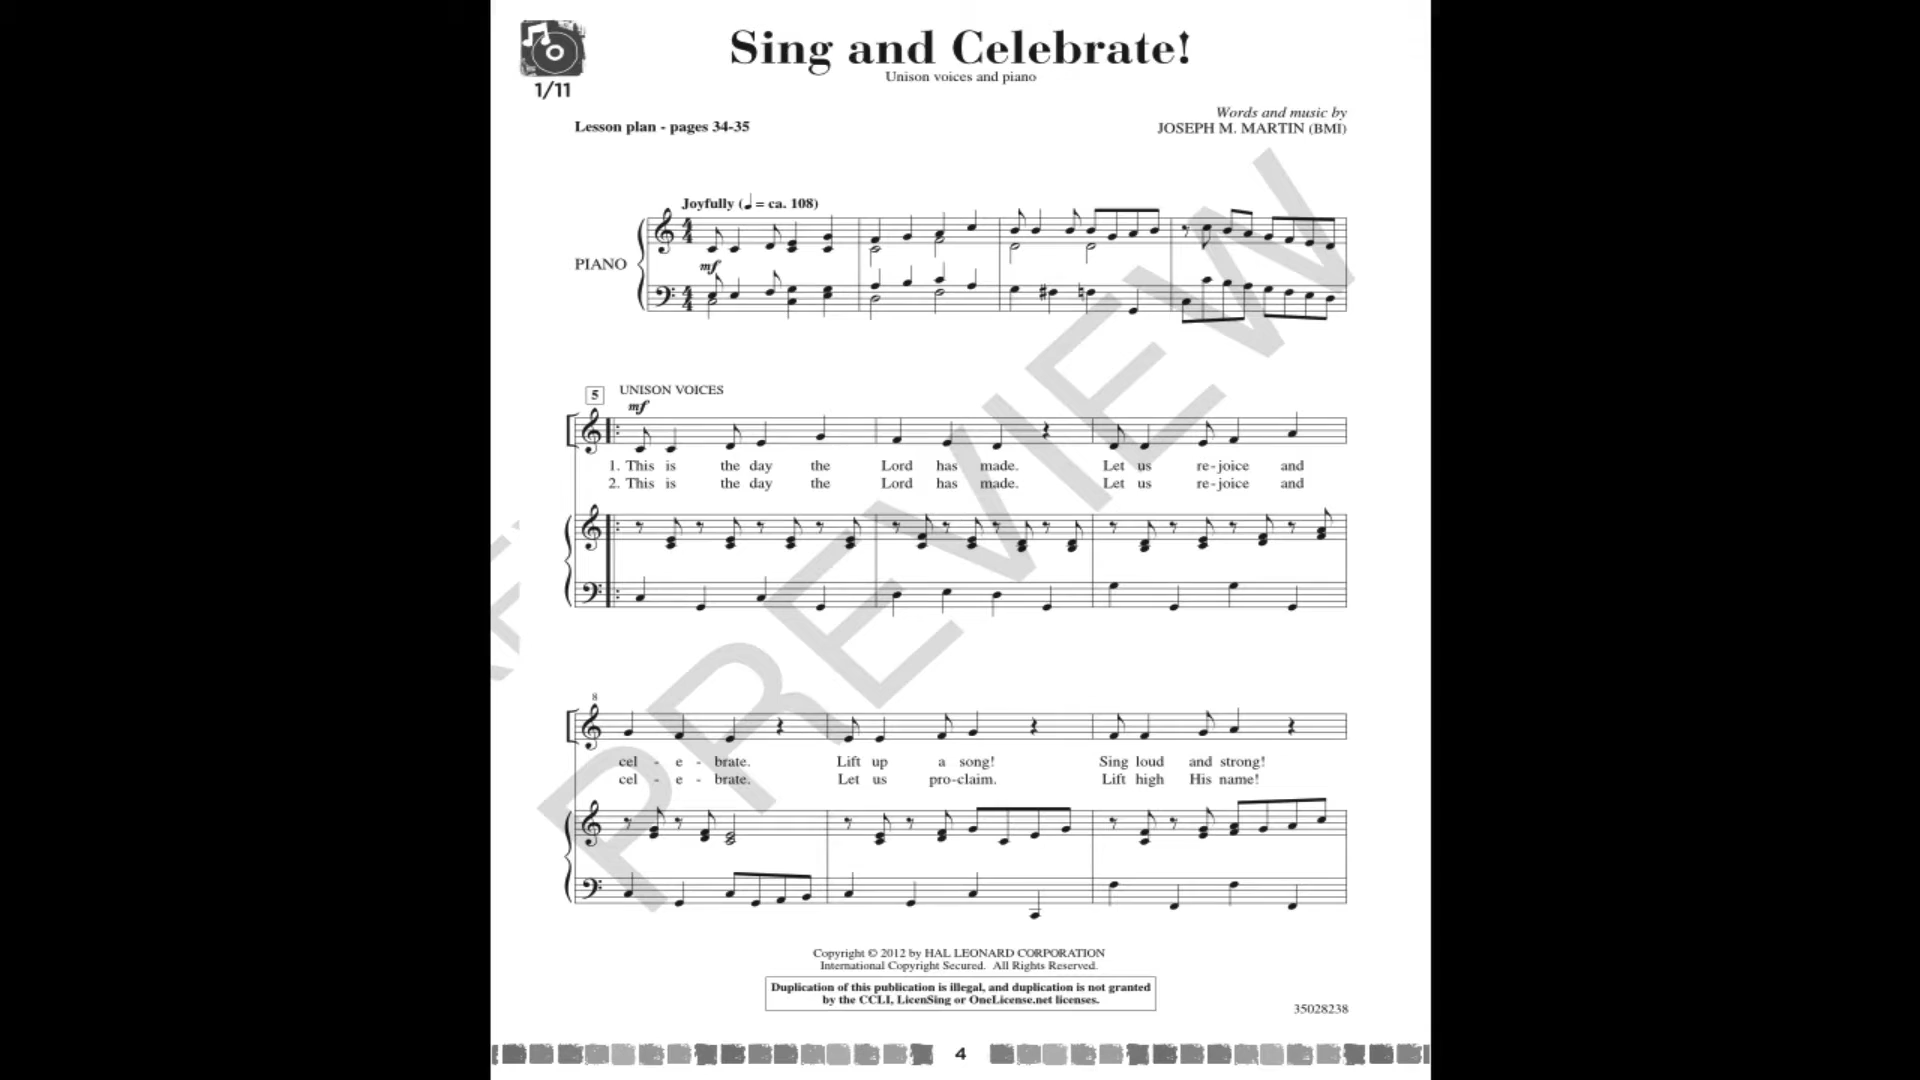 Sing and Celebrate!
Unison voices and piano
1/11
Words and music by
Lesson plan - pages 34-35
JOSEPH M. MARTIN (BMI)
Joyfully (♩ = ca. 108)
PIANO
mf
5 UNISON VOICES
mf
1. This is the day the Lord has made. Let us re - joice and
2. This is the day the Lord has made. Let us re - joice and
8
cel - e - brate. Lift up a song! Sing loud and strong!
cel - e - brate. Let us pro - claim. Lift high His name!
PREVIEW
Copyright © 2012 by HAL LEONARD CORPORATION
International Copyright Secured. All Rights Reserved.
Duplication of this publication is illegal, and duplication is not granted
by the CCLI, LicenSing or OneLicense.net licenses.
35028238
4